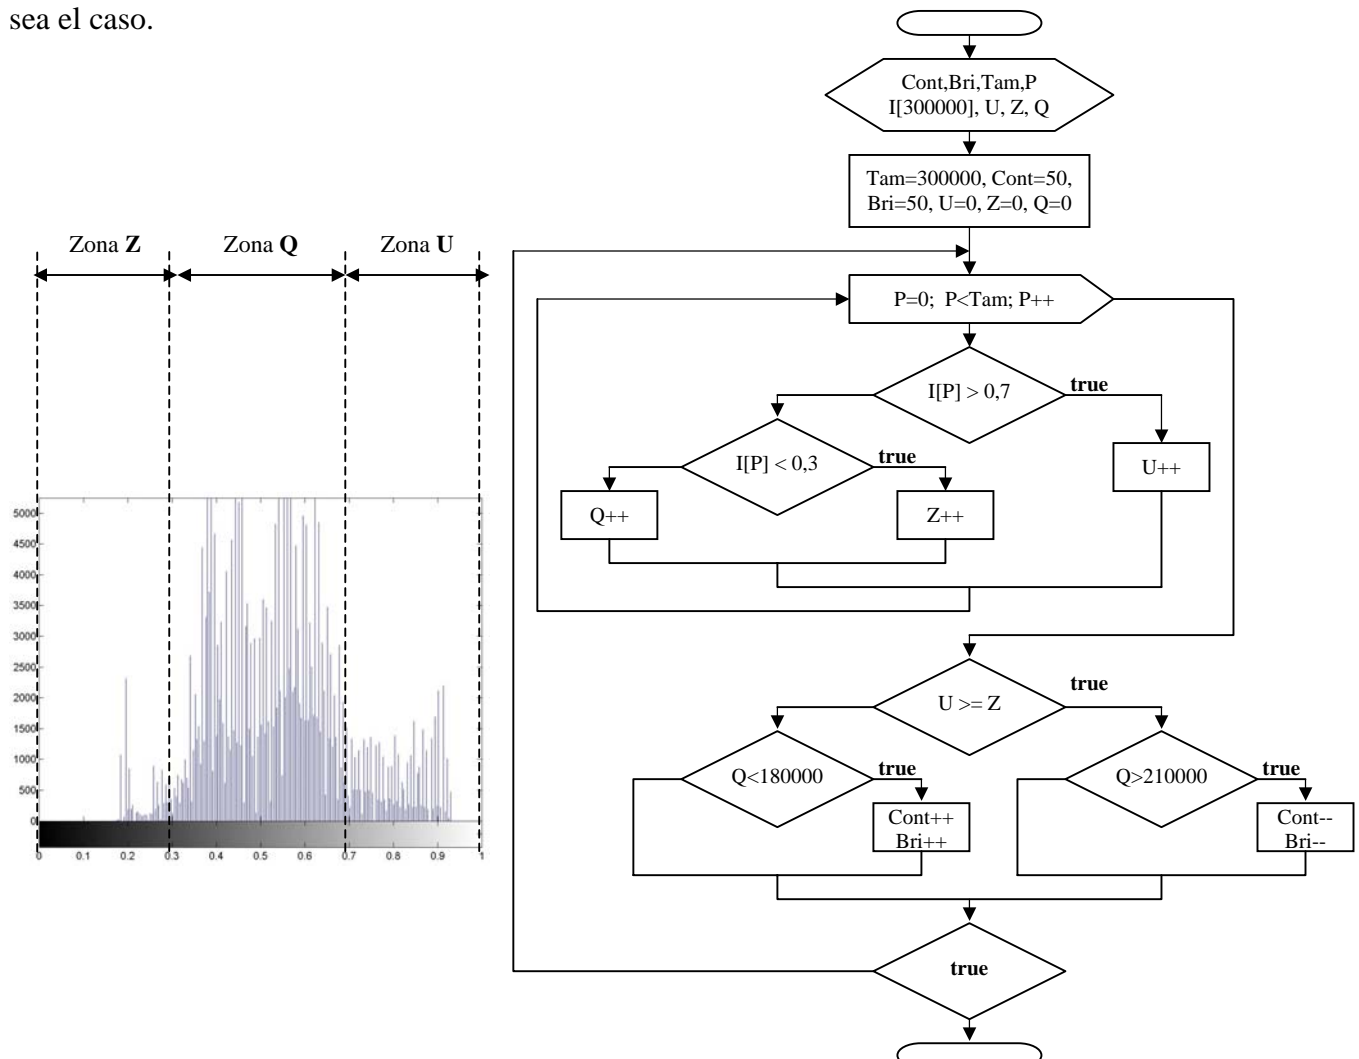 sea el caso.
Cont,Bri,Tam,P
I[300000], U, Z, Q
Tam=300000, Cont=50,
Bri=50, U=0, Z=0, Q=0
Zona Z
Zona Q
Zona U
P=0; P<Tam; P++
I[P] > 0,7
true
I[P] < 0,3
true
U++
Q++
Z++
5000
4500
4000
3500
3000
2500
2000
1500
1000
500
0
0
0.1
0.2
0.3
0.4
0.5
0.6
0.7
0.8
0.9
1
U >= Z
true
Q<180000
true
Q>210000
true
Cont++
Bri++
Cont--
Bri--
true